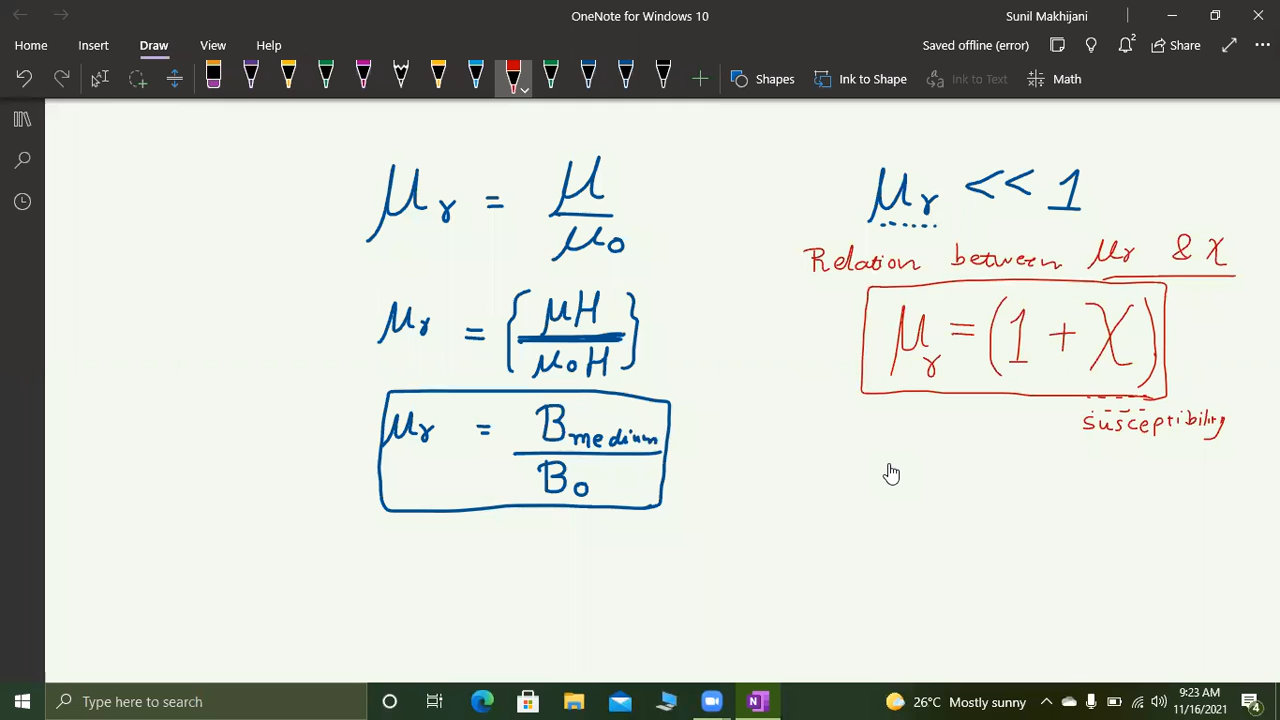 OneNote for Windows 10
Sunil Makhijani
Home Insert Draw View Help
Saved offline (error)
Share
Shapes
Ink to Shape
Ink to Text
Math
μr = μ / μ0
μr = {μH / μ0H}
μr = Bmedium / B0
μr << 1
Relation between μr & χ
μr = (1 + χ)
susceptibility
Type here to search
26°C Mostly sunny
9:23 AM
11/16/2021
4